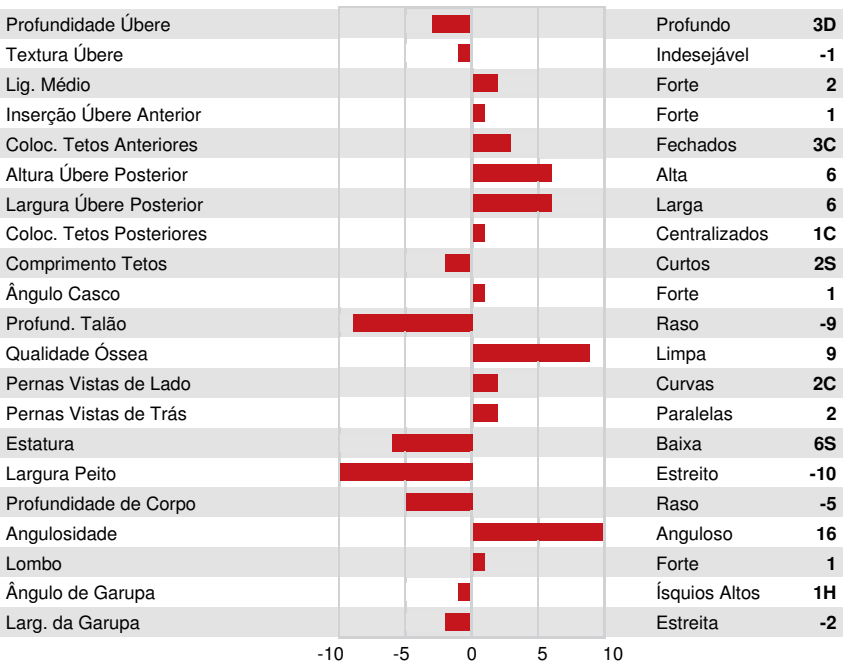 Profundidade Úbere Profundo 3D
Textura Úbere Indesejável -1
Lig. Médio Forte 2
Inserção Úbere Anterior Forte 1
Coloc. Tetos Anteriores Fechados 3C
Altura Úbere Posterior Alta 6
Largura Úbere Posterior Larga 6
Coloc. Tetos Posteriores Centralizados 1C
Comprimento Tetos Curtos 2S
Ângulo Casco Forte 1
Profund. Talão Raso -9
Qualidade Óssea Limpa 9
Pernas Vistas de Lado Curvas 2C
Pernas Vistas de Trás Paralelas 2
Estatura Baixa 6S
Largura Peito Estreito -10
Profundidade de Corpo Raso -5
Angulosidade Anguloso 16
Lombo Forte 1
Ângulo de Garupa Ísquios Altos 1H
Larg. da Garupa Estreita -2
-10 -5 0 5 10